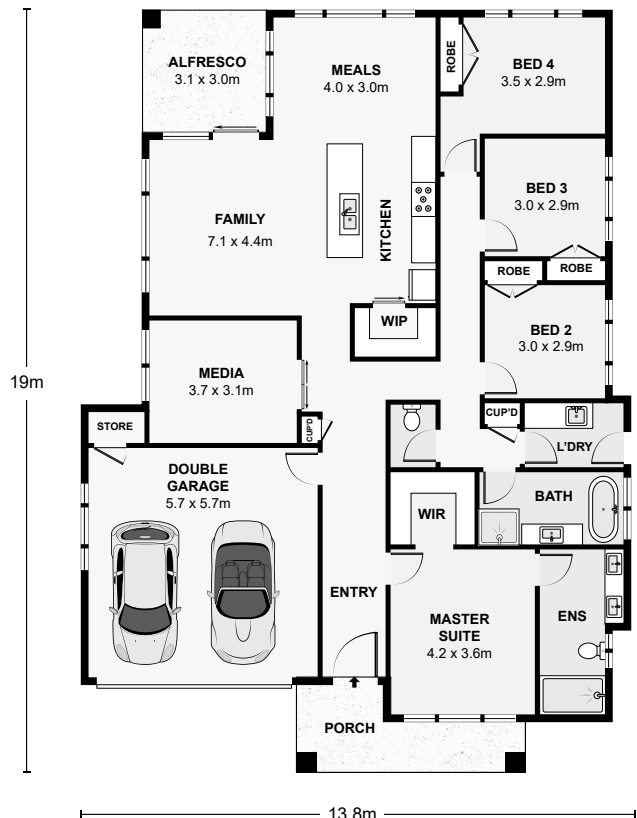 ALFRESCO
3.1 x 3.0m
MEALS
4.0 x 3.0m
ROBE
BED 4
3.5 x 2.9m
FAMILY
7.1 x 4.4m
KITCHEN
BED 3
3.0 x 2.9m
ROBE
ROBE
WIP
BED 2
3.0 x 2.9m
MEDIA
3.7 x 3.1m
19m
STORE
CUP'D
CUP'D
L'DRY
DOUBLE
GARAGE
5.7 x 5.7m
WIR
BATH
ENTRY
MASTER
SUITE
4.2 x 3.6m
ENS
PORCH
13.8m